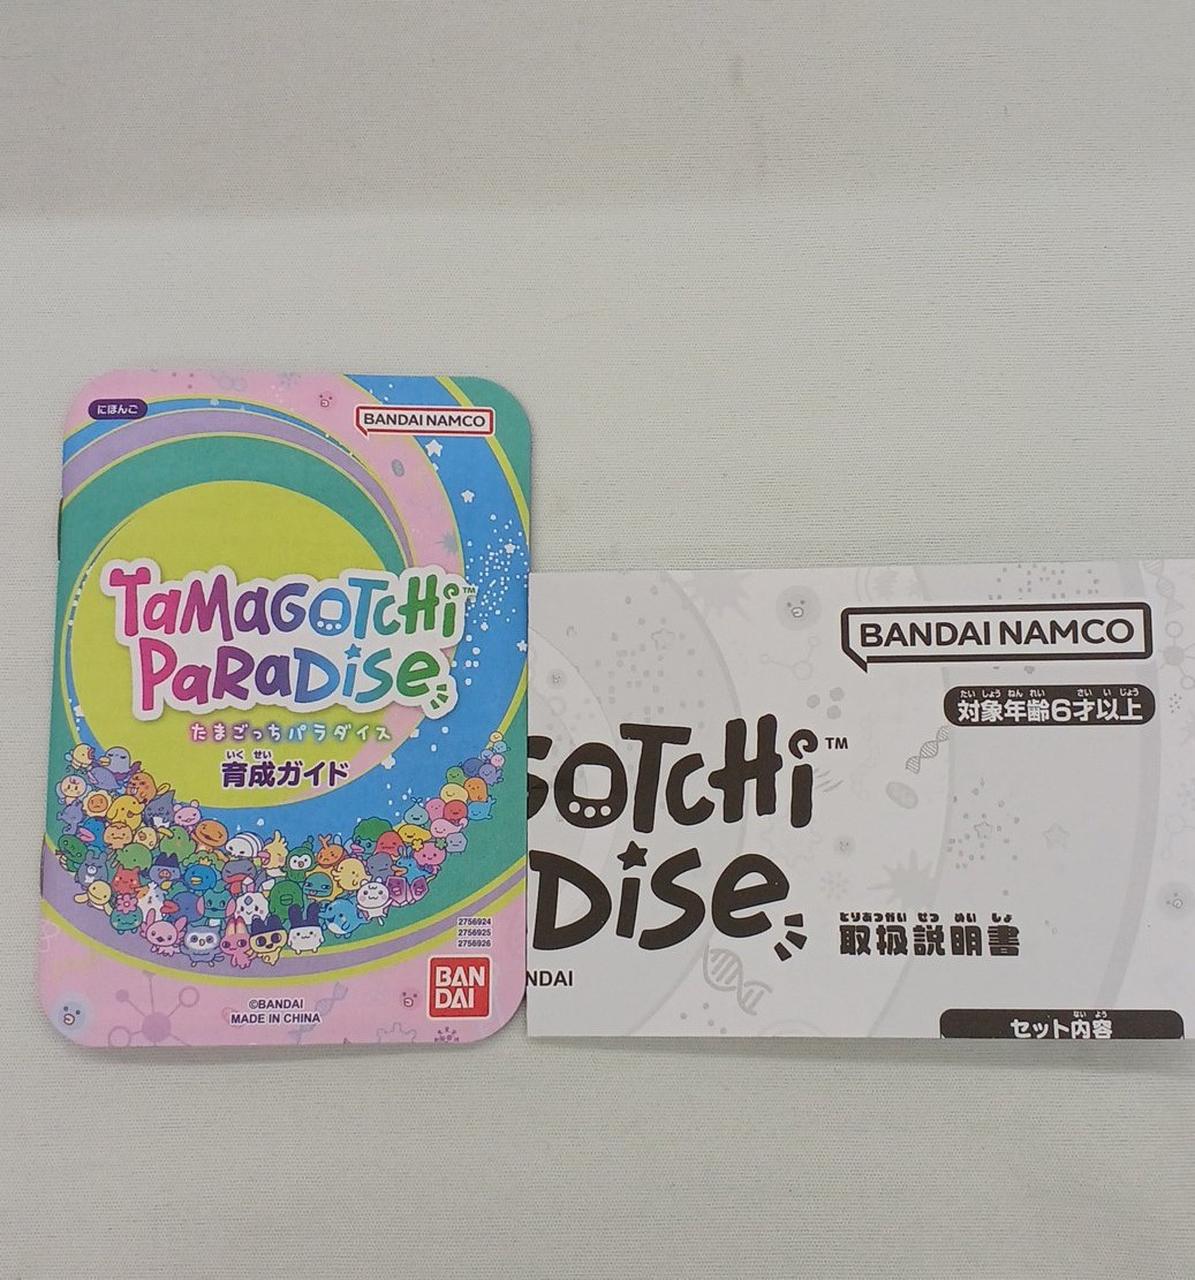 にほんご
BANDAI NAMCO
TaMaGOTCHi™
PaRaDiSe
たまごっちパラダイス
いく せい
育成ガイド
2756924
2756925
2756926
BAN
DAI
©BANDAI
MADE IN CHINA
BANDAI NAMCO
たい しょう ねん れい さい い じょう
対象年齢6才以上
GOTCHi™
DiSe
とりあつかい せつ めい しょ
取扱説明書
NDAI
ない よう
セット内容